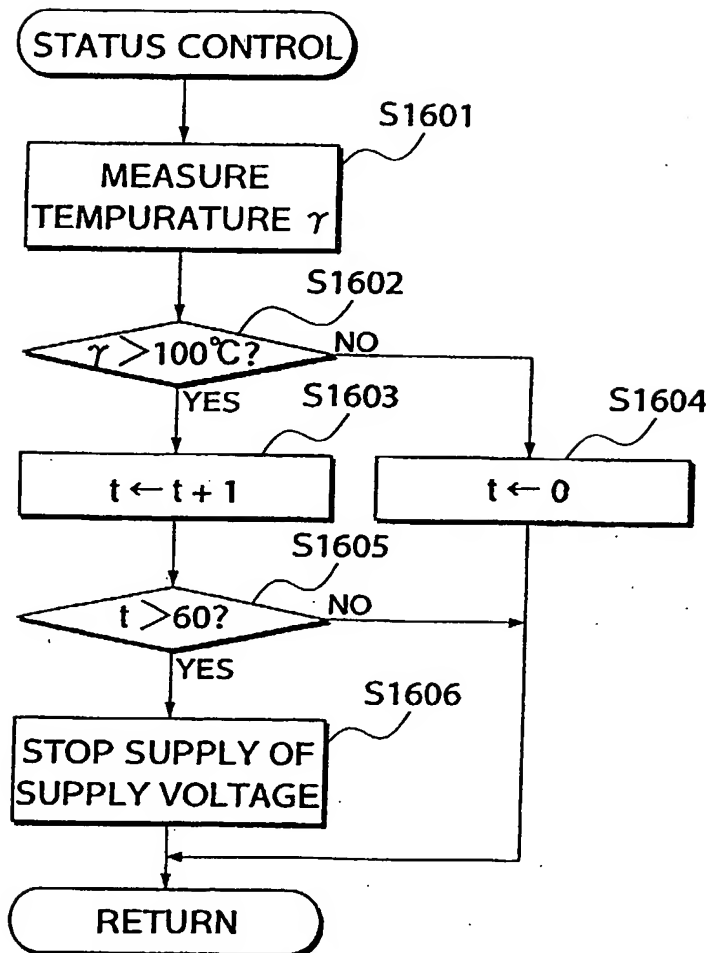 STATUS CONTROL
S1601
MEASURE
TEMPURATURE γ
S1602
γ > 100℃?
NO
YES
S1603
S1604
t ← t + 1
t ← 0
S1605
t > 60?
NO
YES
S1606
STOP SUPPLY OF
SUPPLY VOLTAGE
RETURN